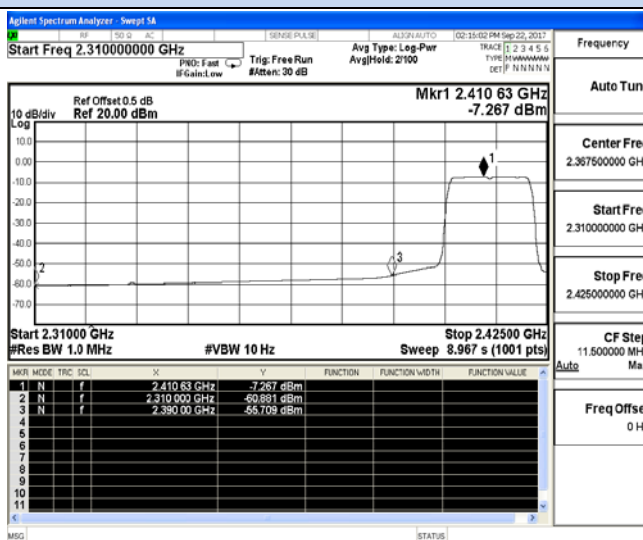 Agilent Spectrum Analyzer - Swept SA
RF 50 Ω AC SENSE:PULSE ALIGN AUTO 02:15:02 PM Sep 22, 2017
Start Freq 2.310000000 GHz
PNO: Fast
IFGain:Low
Trig: Free Run
#Atten: 30 dB
Avg Type: Log-Pwr
Avg|Hold: 2/100
TRACE 1 2 3 4 5 6
TYPE
DET P N N N N N
Frequency
Auto Tun
Center Fre
2.367500000 GH
Start Fre
2.310000000 GH
Stop Fre
2.425000000 GH
CF Step
11.500000 MH
Auto Ma
Freq Offse
0 H
Ref Offset 0.5 dB
Ref 20.00 dBm
10 dB/div
Log
Mkr1 2.410 63 GHz
-7.267 dBm
10.0
0.00
-10.0
-20.0
-30.0
-40.0
-50.0
-60.0
-70.0
1
2
3
Start 2.31000 GHz
#Res BW 1.0 MHz
#VBW 10 Hz
Stop 2.42500 GHz
Sweep 8.967 s (1001 pts)
MKR MODE TRC SCL X Y FUNCTION FUNCTION WIDTH FUNCTION VALUE
1 N f 2.410 63 GHz -7.267 dBm
2 N f 2.310 000 GHz -60.881 dBm
3 N f 2.390 00 GHz -55.709 dBm
4
5
6
7
8
9
10
11
MSG STATUS